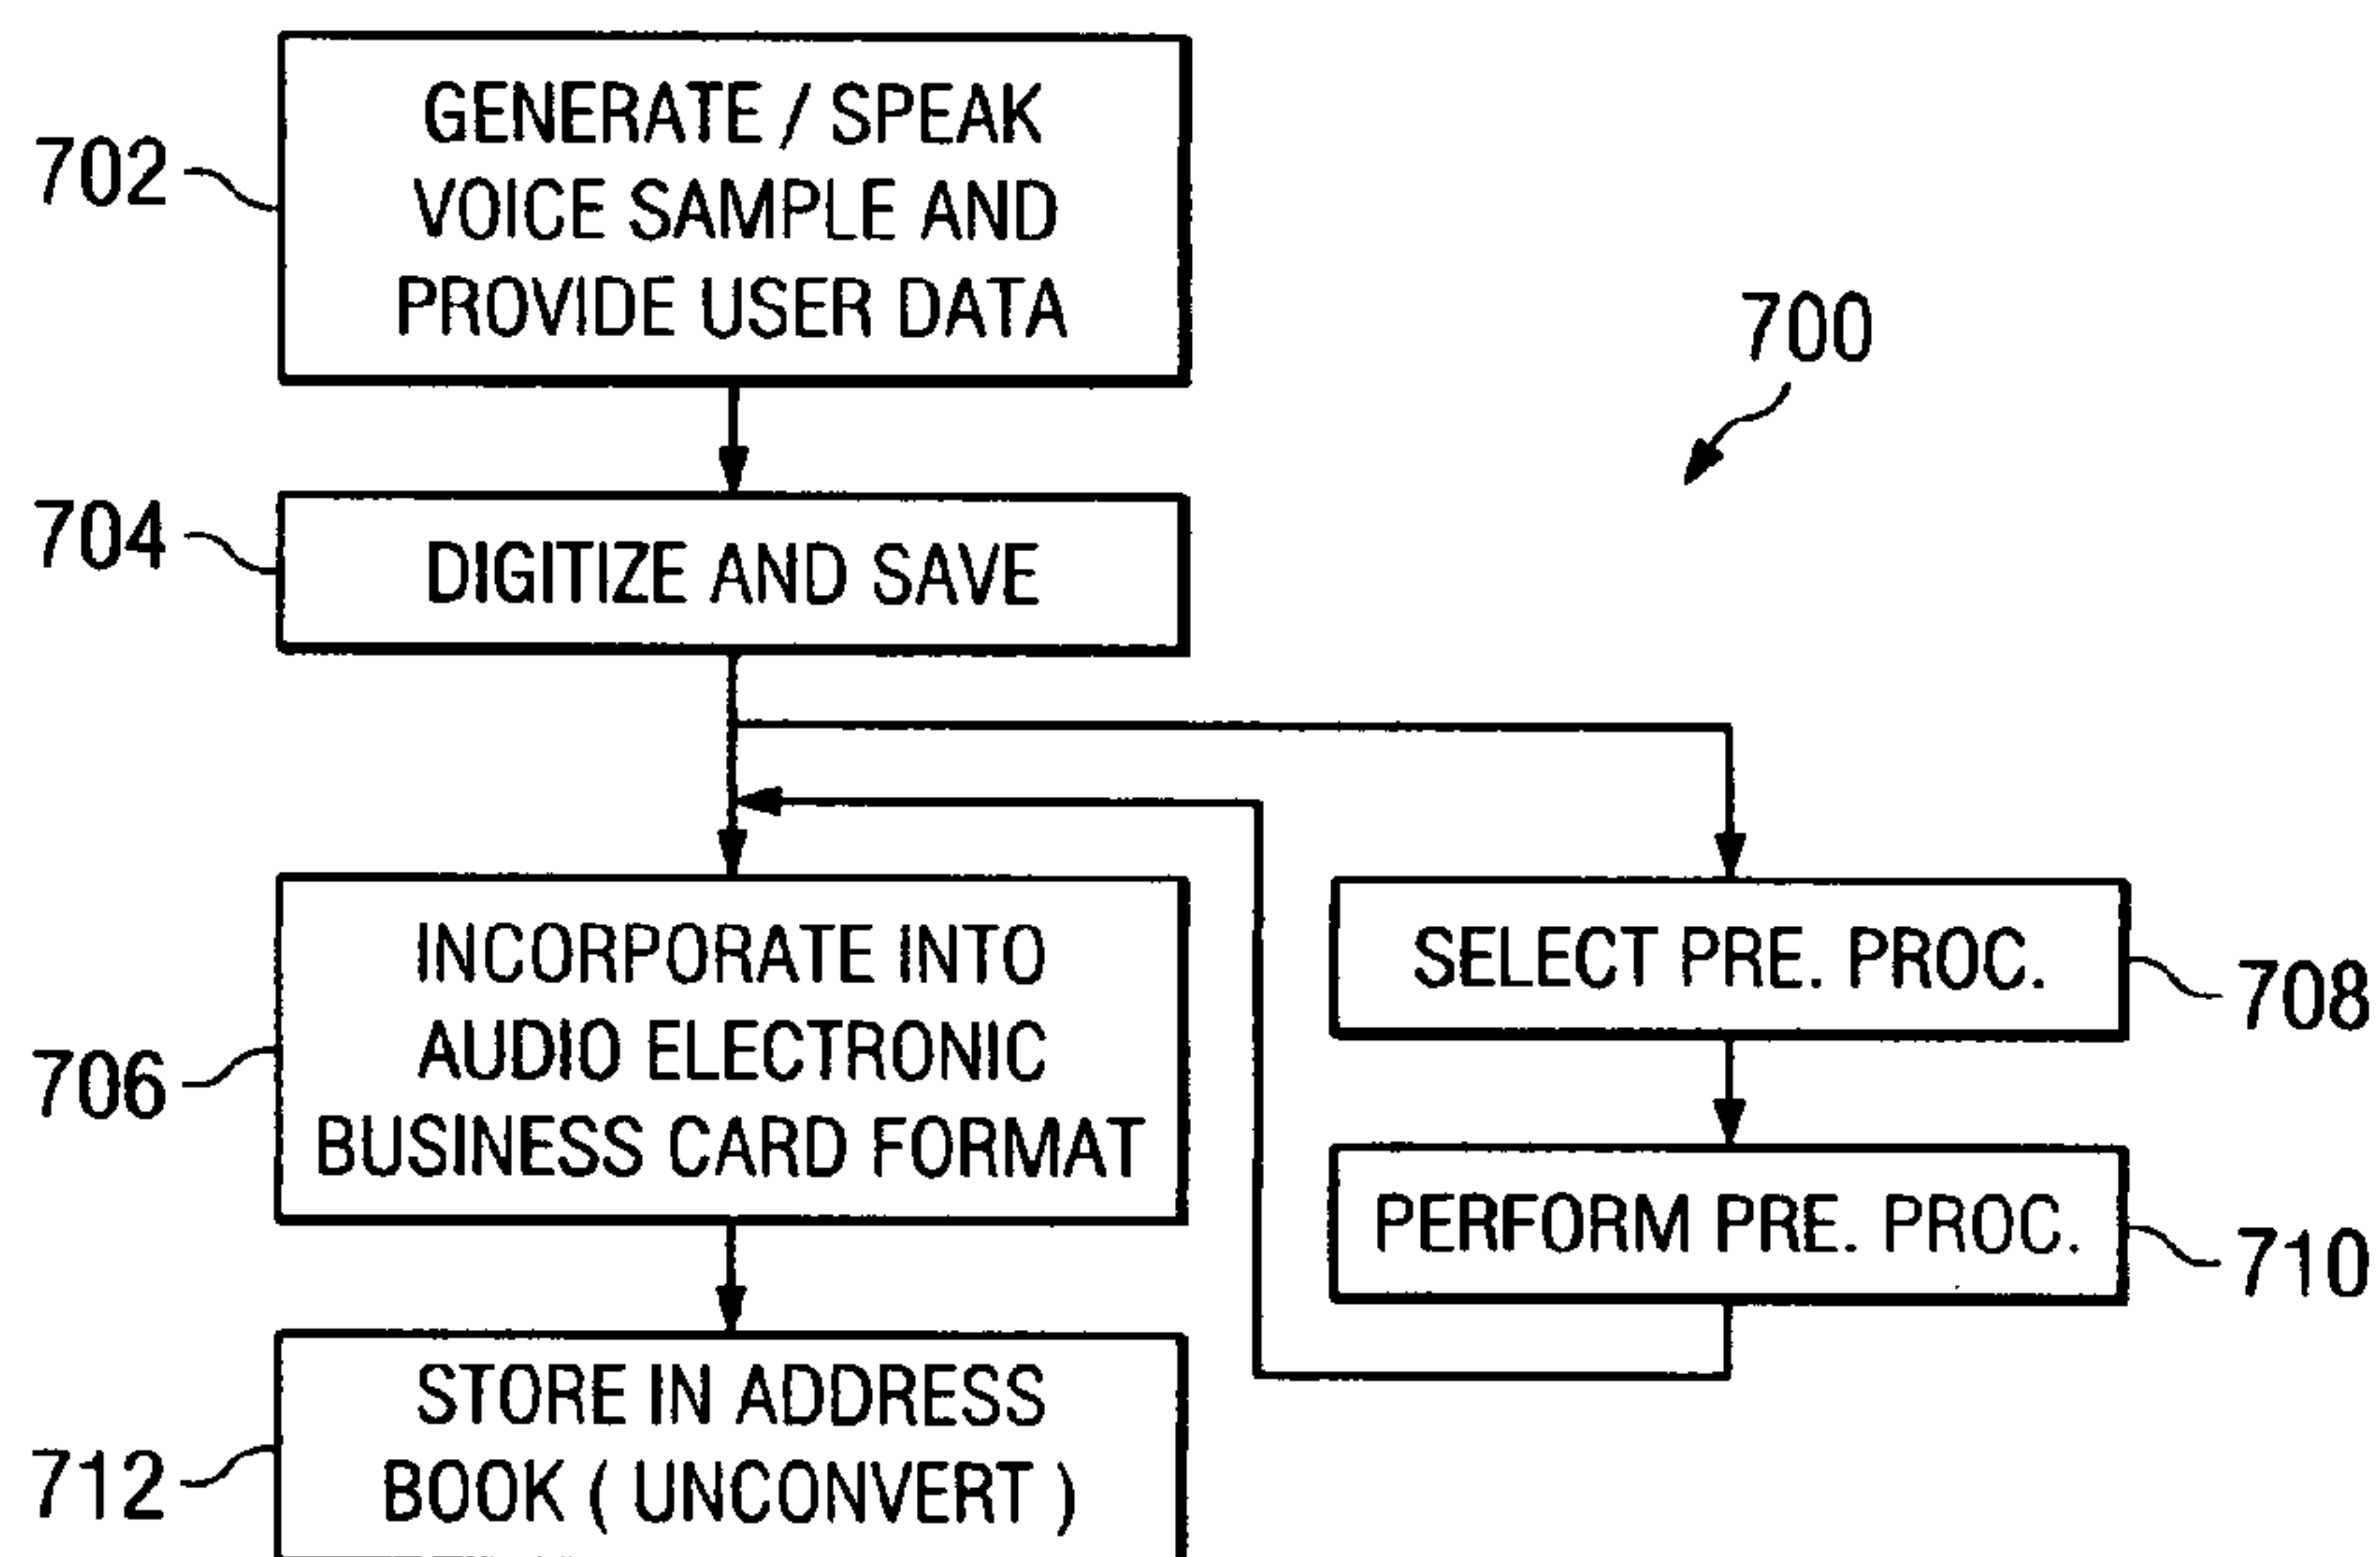 702
GENERATE / SPEAK
VOICE SAMPLE AND
PROVIDE USER DATA
700
704
DIGITIZE AND SAVE
706
INCORPORATE INTO
AUDIO ELECTRONIC
BUSINESS CARD FORMAT
SELECT PRE. PROC.
708
PERFORM PRE. PROC.
710
712
STORE IN ADDRESS
BOOK ( UNCONVERT )